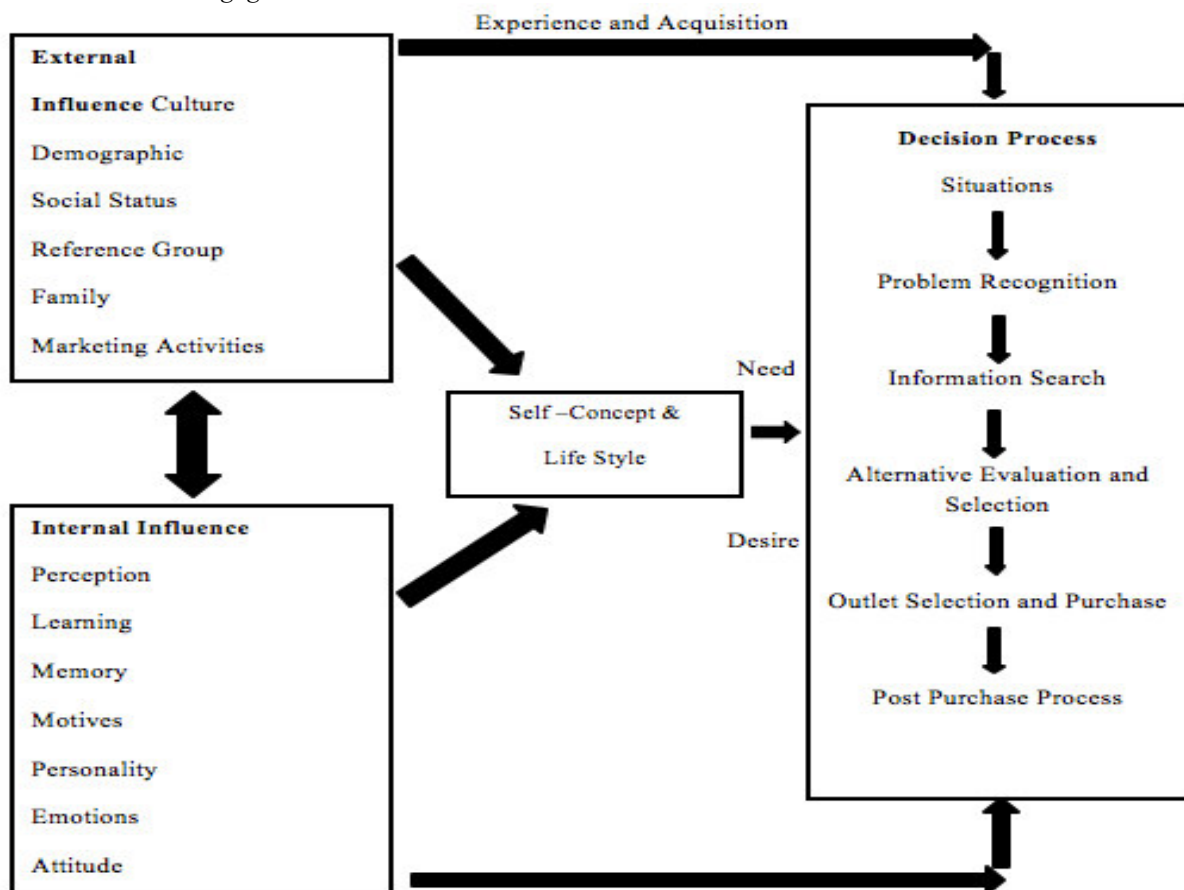 Experience and Acquisition
External
Influence Culture
Demographic
Social Status
Reference Group
Family
Marketing Activities
Internal Influence
Perception
Learning
Memory
Motives
Personality
Emotions
Attitude
Self –Concept &
Life Style
Need
Desire
Decision Process
Situations
Problem Recognition
Information Search
Alternative Evaluation and
Selection
Outlet Selection and Purchase
Post Purchase Process